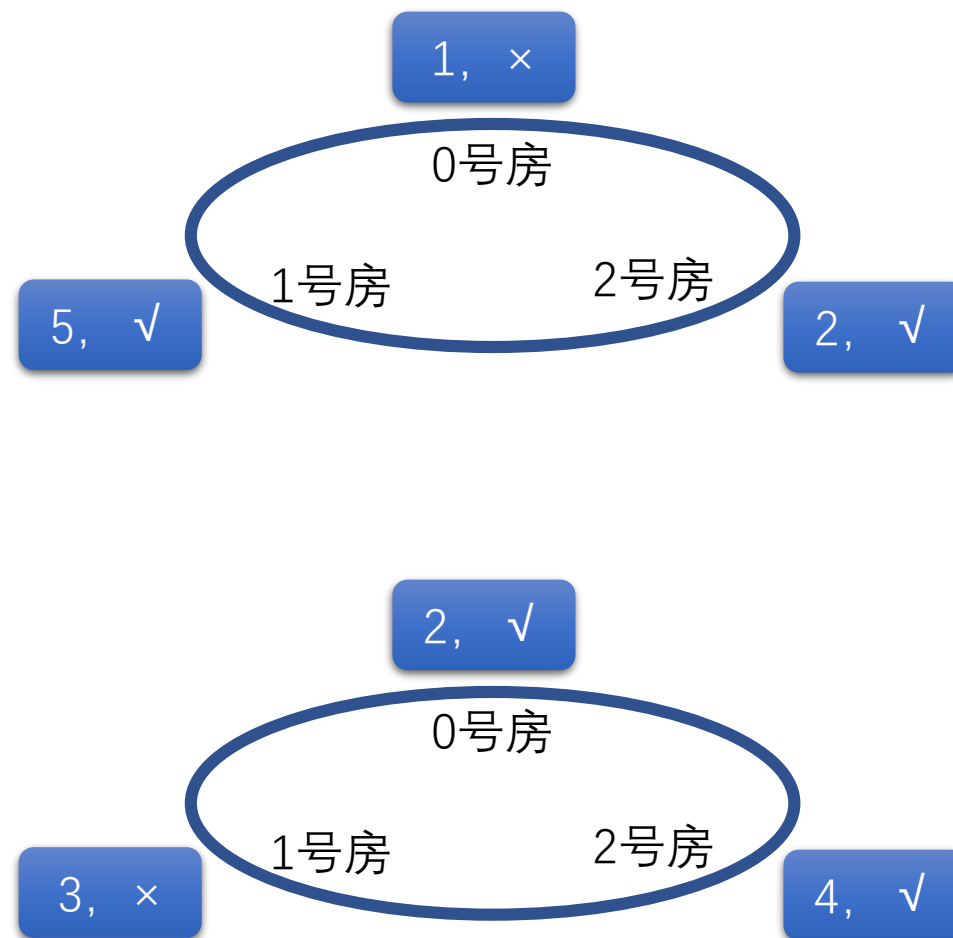 1, ×
0号房
1号房
2号房
5, √
2, √
2, √
0号房
1号房
2号房
3, ×
4, √